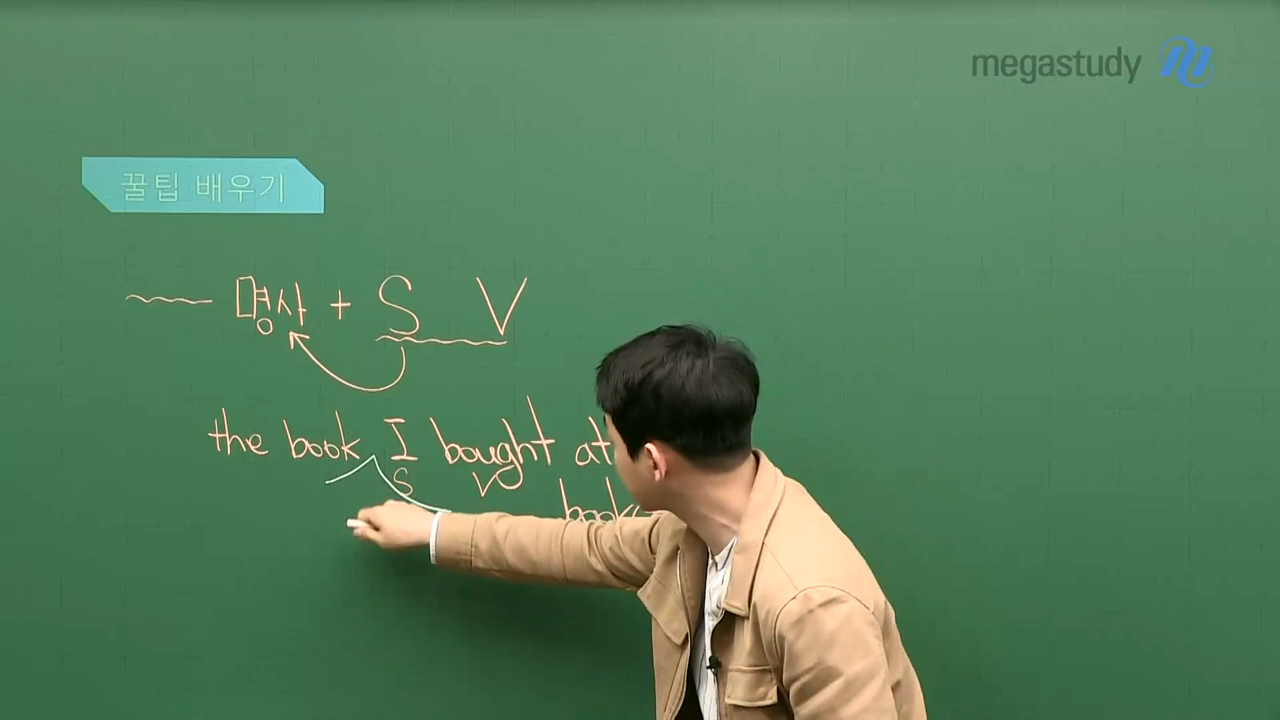 megastudy
꿀팁 배우기
명사 + S V
the book I bought at
S V